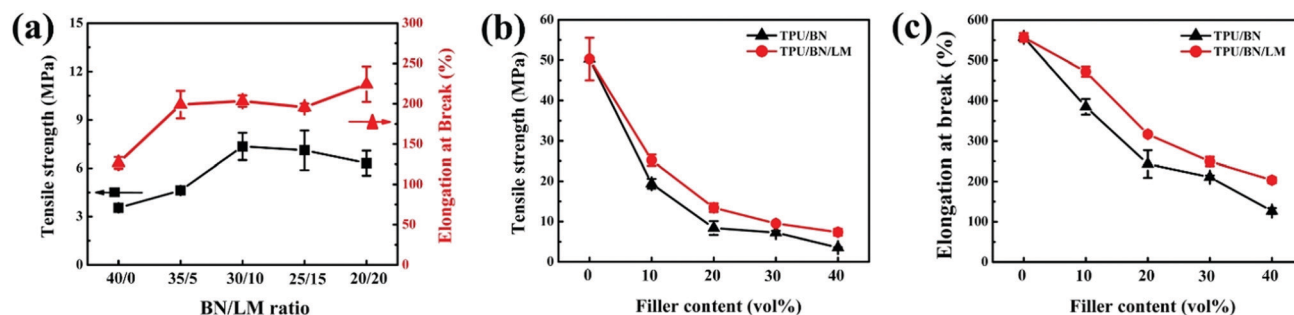 (a)
Tensile strength (MPa)
15
12
9
6
3
0
300
250
200
150
100
50
0
Elongation at Break (%)
40/0 35/5 30/10 25/15 20/20
BN/LM ratio
(b)
Tensile strength (MPa)
60
50
40
30
20
10
0
TPU/BN
TPU/BN/LM
0 10 20 30 40
Filler content (vol%)
(c)
Elongation at break (%)
600
500
400
300
200
100
0
TPU/BN
TPU/BN/LM
0 10 20 30 40
Filler content (vol%)